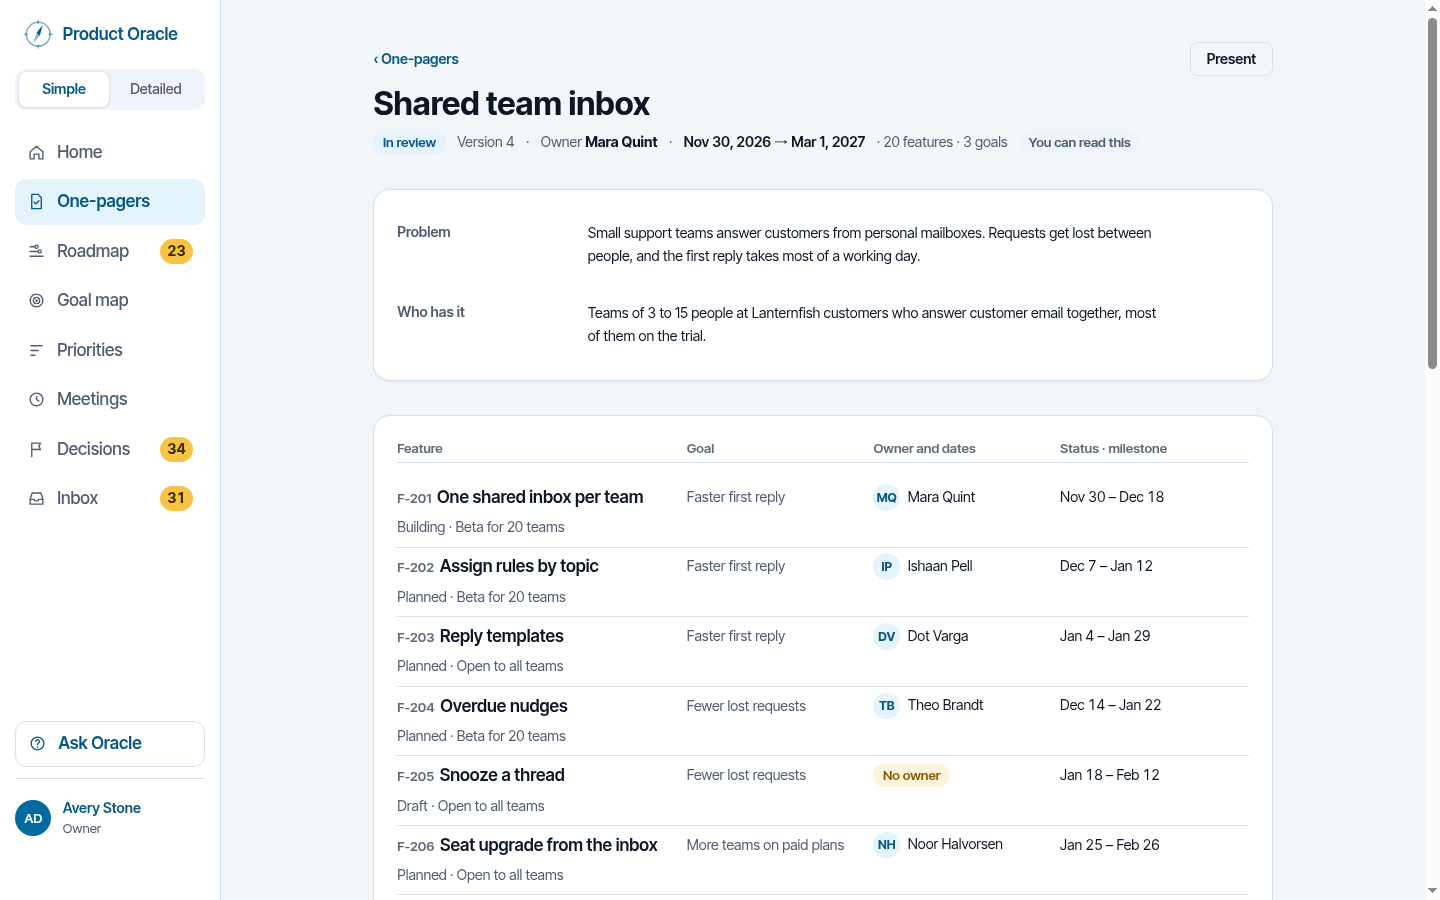 Product Oracle
Simple Detailed
Home
One-pagers
Roadmap 23
Goal map
Priorities
Meetings
Decisions 34
Inbox 31
Ask Oracle
AD Avery Stone
Owner
‹ One-pagers
Present
Shared team inbox
In review Version 4 · Owner Mara Quint · Nov 30, 2026 → Mar 1, 2027 · 20 features · 3 goals You can read this
Problem
Small support teams answer customers from personal mailboxes. Requests get lost between
people, and the first reply takes most of a working day.
Who has it
Teams of 3 to 15 people at Lanternfish customers who answer customer email together, most
of them on the trial.
Feature Goal Owner and dates Status · milestone
F-201 One shared inbox per team Faster first reply MQ Mara Quint Nov 30 – Dec 18
Building · Beta for 20 teams
F-202 Assign rules by topic Faster first reply IP Ishaan Pell Dec 7 – Jan 12
Planned · Beta for 20 teams
F-203 Reply templates Faster first reply DV Dot Varga Jan 4 – Jan 29
Planned · Open to all teams
F-204 Overdue nudges Fewer lost requests TB Theo Brandt Dec 14 – Jan 22
Planned · Beta for 20 teams
F-205 Snooze a thread Fewer lost requests No owner Jan 18 – Feb 12
Draft · Open to all teams
F-206 Seat upgrade from the inbox More teams on paid plans NH Noor Halvorsen Jan 25 – Feb 26
Planned · Open to all teams